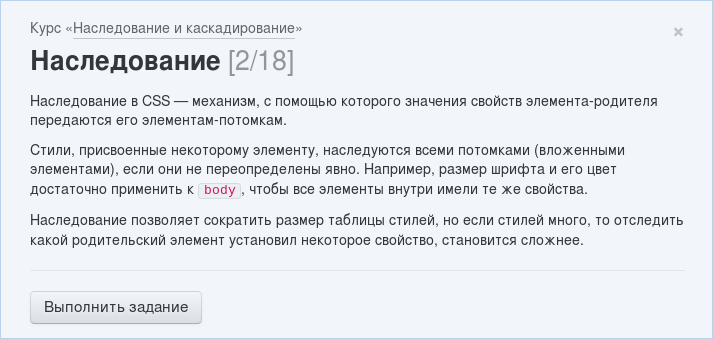 Курс «Наследование и каскадирование»
×
Наследование [2/18]
Наследование в CSS — механизм, с помощью которого значения свойств элемента-родителя
передаются его элементам-потомкам.
Стили, присвоенные некоторому элементу, наследуются всеми потомками (вложенными
элементами), если они не переопределены явно. Например, размер шрифта и его цвет
достаточно применить к body, чтобы все элементы внутри имели те же свойства.
Наследование позволяет сократить размер таблицы стилей, но если стилей много, то отследить
какой родительский элемент установил некоторое свойство, становится сложнее.
Выполнить задание